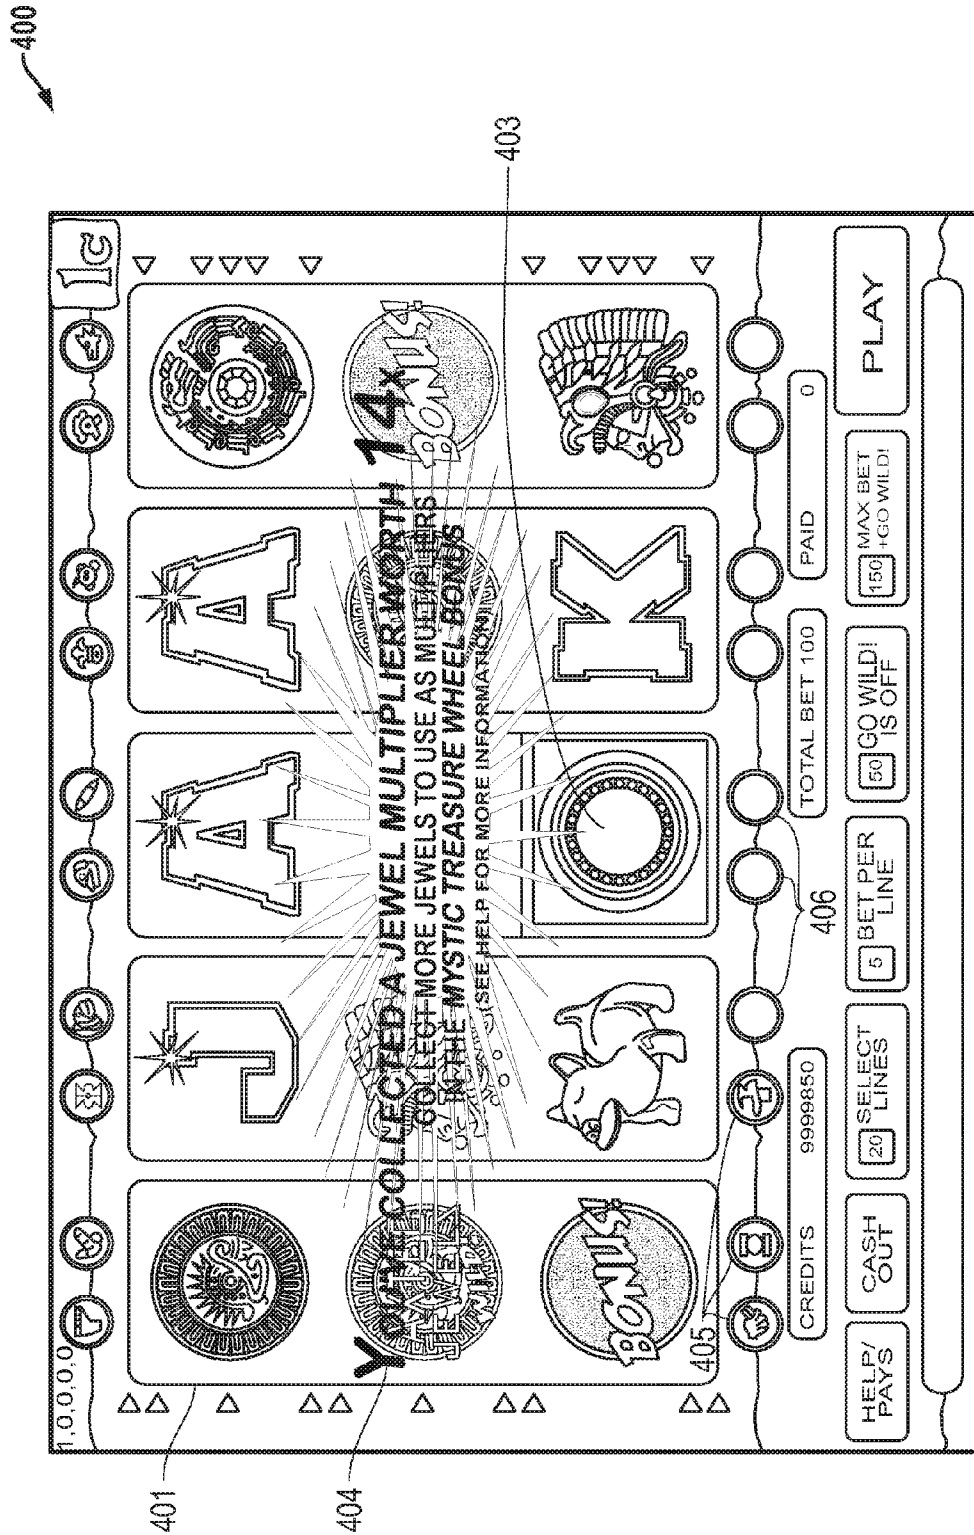 400
1,0,0,0,0
1c
401
J
A
A
404
YOU'VE COLLECTED A JEWEL MULTIPLIER WORTH 14x
COLLECT MORE JEWELS TO USE AS MULTIPLIERS
IN THE MYSTIC TREASURE WHEEL BONUS
(SEE HELP FOR MORE INFORMATION)
BONUS!
403
BONUS!
K
405
406
CREDITS 9999850
TOTAL BET 100
PAID 0
HELP/
PAYS
CASH
OUT
20 SELECT
LINES
5 BET PER
LINE
50 GO WILD!
IS OFF
150 MAX BET
+GO WILD!
PLAY